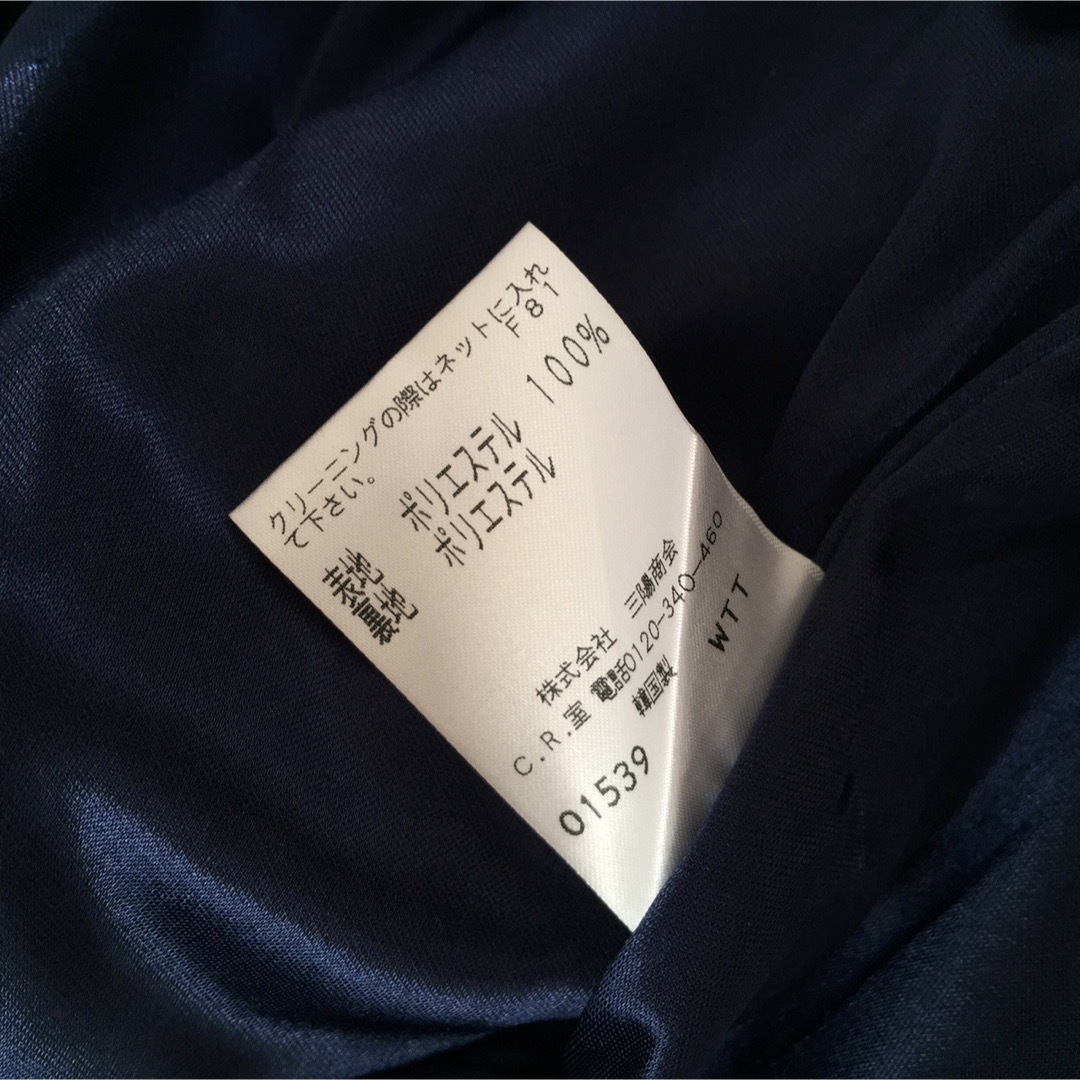 クリーニングの際はネットに入れ
て下さい。 F81
表地 ポリエステル 100%
裏地 ポリエステル
株式会社 三陽商会
C.R.室 電話0120-340-460
韓国製 WTT
01539